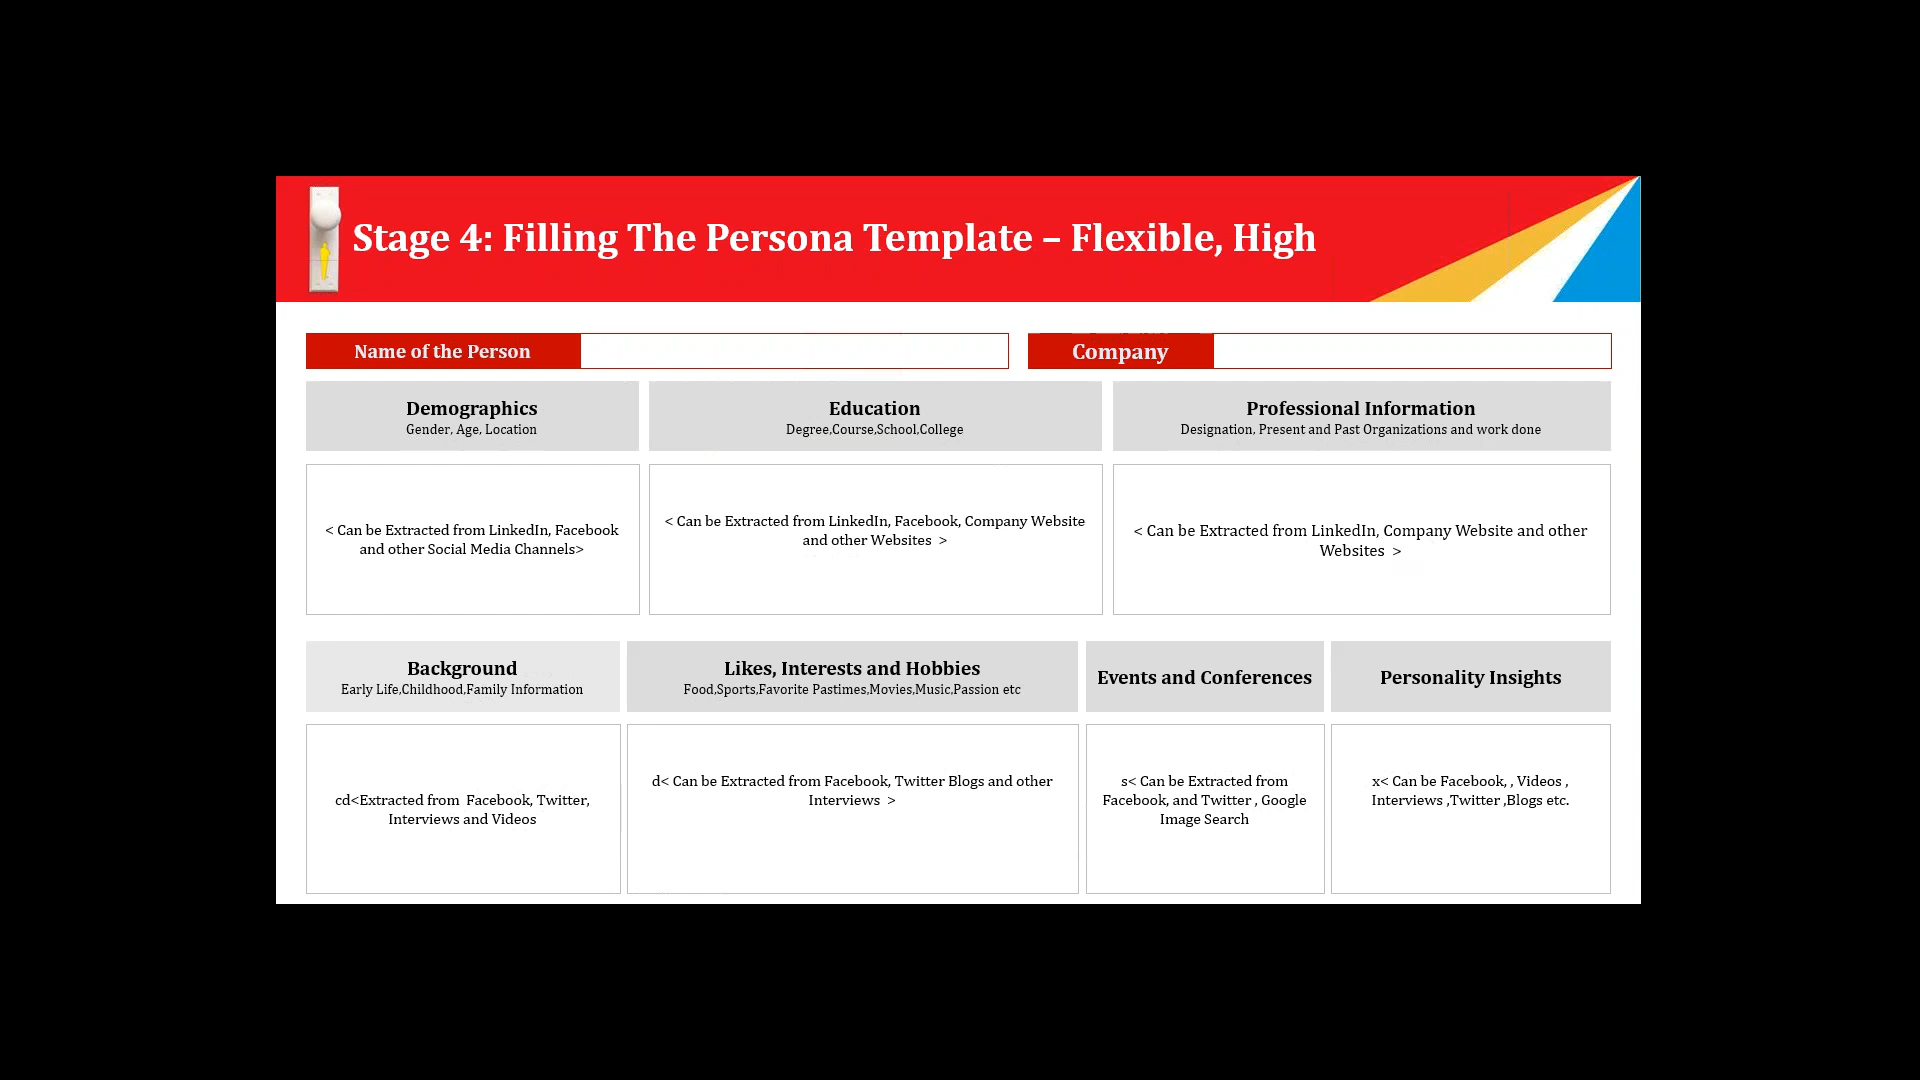 Stage 4: Filling The Persona Template – Flexible, High
Name of the Person
Company
Demographics
Gender, Age, Location
Education
Degree,Course,School,College
Professional Information
Designation, Present and Past Organizations and work done
< Can be Extracted from LinkedIn, Facebook
and other Social Media Channels>
< Can be Extracted from LinkedIn, Facebook, Company Website
and other Websites  >
< Can be Extracted from LinkedIn, Company Website and other
Websites  >
Background
Early Life,Childhood,Family Information
Likes, Interests and Hobbies
Food,Sports,Favorite Pastimes,Movies,Music,Passion etc
Events and Conferences
Personality Insights
cd<Extracted from  Facebook, Twitter,
Interviews and Videos
d< Can be Extracted from Facebook, Twitter Blogs and other
Interviews  >
s< Can be Extracted from
Facebook, and Twitter , Google
Image Search
x< Can be Facebook, , Videos ,
Interviews ,Twitter ,Blogs etc.